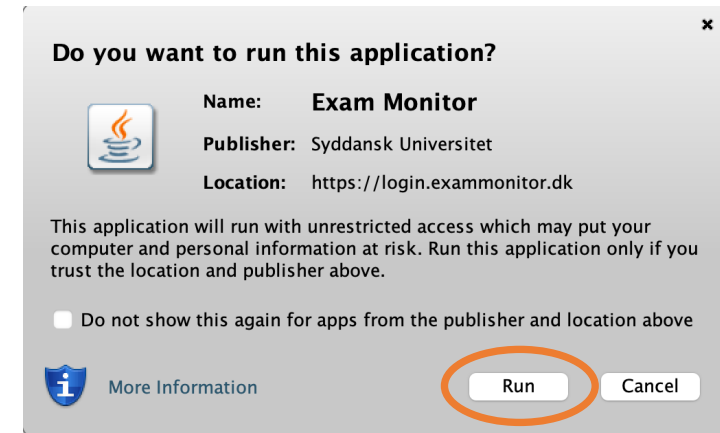 Do you want to run this application?
Name: Exam Monitor
Publisher: Syddansk Universitet
Location: https://login.exammonitor.dk
This application will run with unrestricted access which may put your
computer and personal information at risk. Run this application only if you
trust the location and publisher above.
Do not show this again for apps from the publisher and location above
More Information Run Cancel